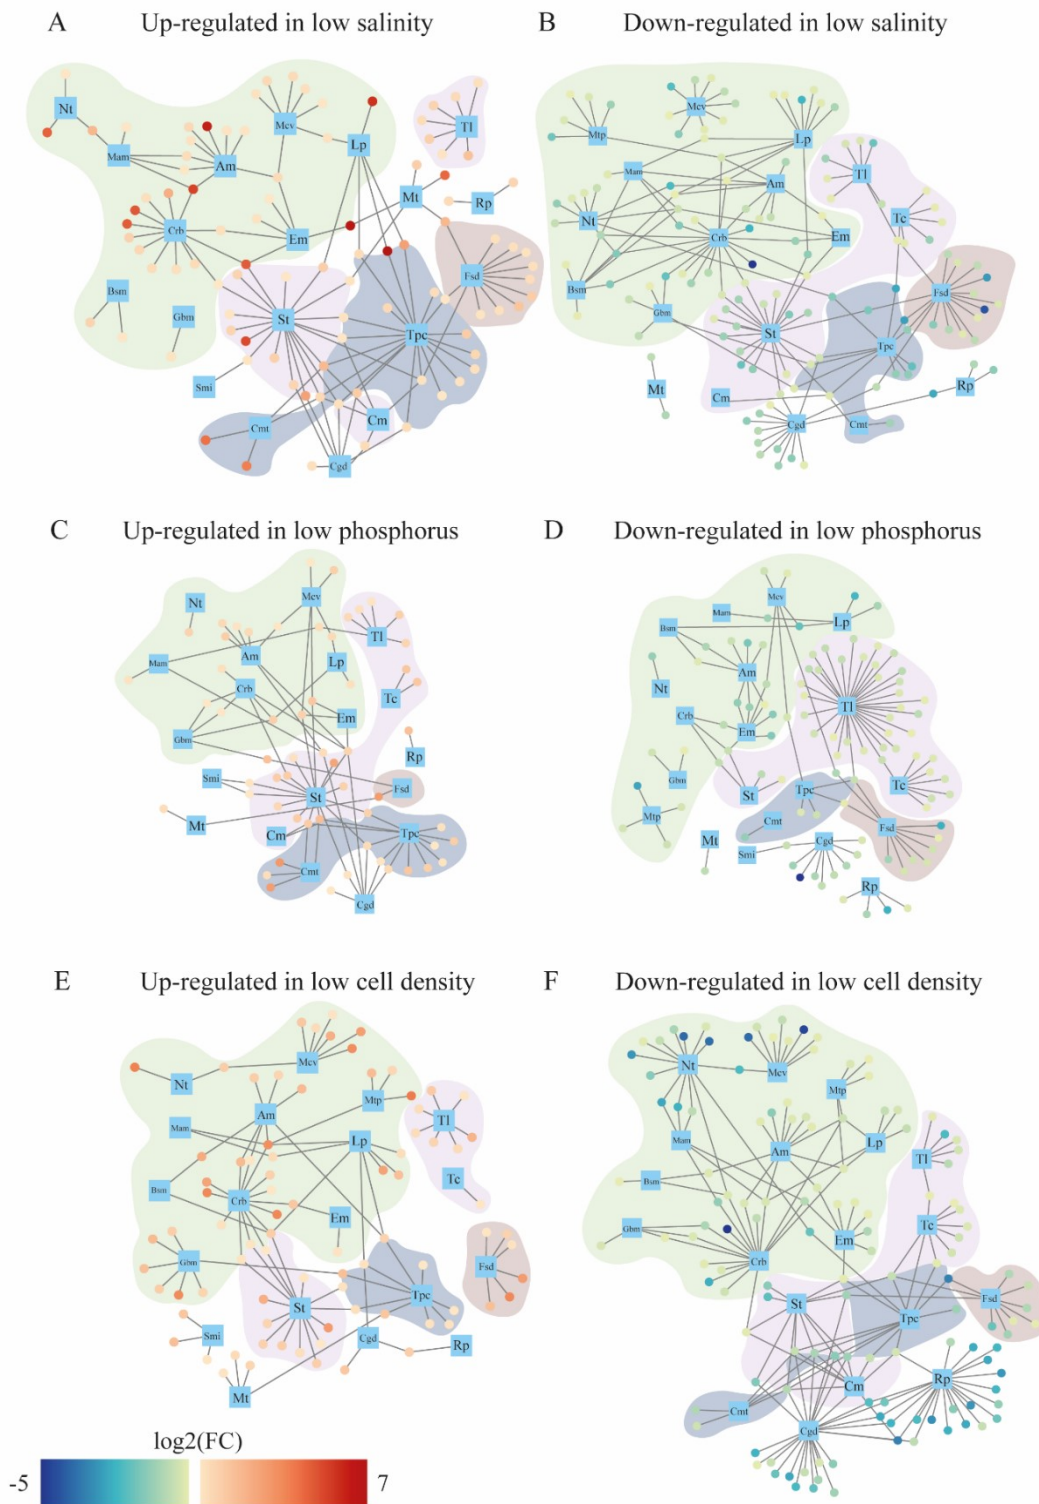 A Up-regulated in low salinity
B Down-regulated in low salinity
Nt
Mam
Am
Mcv
Lp
Tl
Mt
Rp
Crb
Em
Bsm
Gbm
St
Fsd
Tpc
Smi
Cmt
Cm
Cgd
Mcv
Mtp
Lp
Mam
Am
Tl
Nt
Tc
Crb
Em
Bsm
Gbm
St
Fsd
Tpc
Mt
Cm
Rp
Cgd
Cmt
C Up-regulated in low phosphorus
D Down-regulated in low phosphorus
Nt
Mcv
Tl
Mam
Am
Lp
Crb
Tc
Em
Gbm
Rp
Smi
St
Fsd
Mt
Cm
Tpc
Cmt
Cgd
Mcv
Mam
Bsm
Lp
Am
Nt
Tl
Crb
Em
Gbm
St
Tpc
Tc
Mtp
Cmt
Fsd
Mt
Smi
Cgd
Rp
E Up-regulated in low cell density
F Down-regulated in low cell density
Mcv
Nt
Mtp
Am
Mam
Lp
Tl
Tc
Bsm
Crb
Em
Gbm
Fsd
St
Tpc
Smi
Cgd
Rp
Mt
Nt
Mcv
Mtp
Mam
Am
Lp
Tl
Bsm
Gbm
Crb
Em
Tc
St
Tpc
Fsd
Cm
Rp
Cmt
Cgd
log2(FC)
-5
7